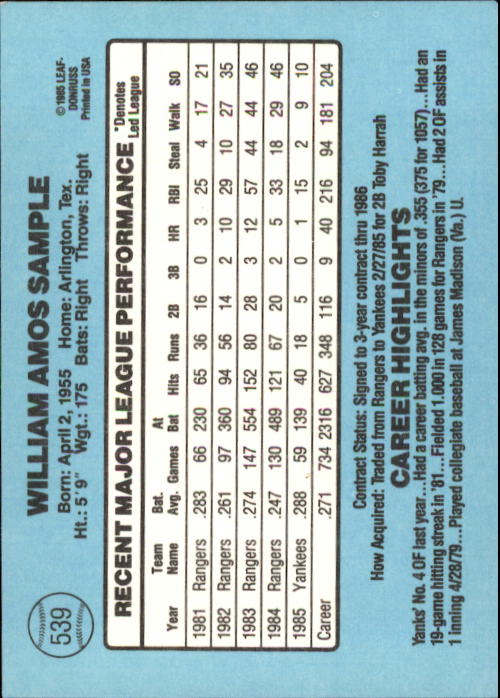 539
WILLIAM AMOS SAMPLE
Born: April 2, 1955 Home: Arlington, Tex.
Ht.: 5' 9" Wgt.: 175 Bats: Right Throws: Right
©1985 LEAF-
DONRUSS
Printed in USA
RECENT MAJOR LEAGUE PERFORMANCE
*Denotes
Led League
Year Team Name Bat. Avg. Games At Bat Hits Runs 2B 3B HR RBI Steal Walk SO
1981 Rangers .283 66 230 65 36 16 0 3 25 4 17 21
1982 Rangers .261 97 360 94 56 14 2 10 29 10 27 35
1983 Rangers .274 147 554 152 80 28 3 12 57 44 44 46
1984 Rangers .247 130 489 121 67 20 2 5 33 18 29 46
1985 Yankees .288 59 139 40 18 5 0 1 15 2 9 10
Career .271 734 2316 627 348 116 9 40 216 94 181 204
Contract Status: Signed to 3-year contract thru 1986
How Acquired: Traded from Rangers to Yankees 2/27/85 for 2B Toby Harrah
CAREER HIGHLIGHTS
Yanks' No. 4 OF last year...Had a career batting avg. in the minors of .355 (375 for 1057)...Had an
19-game hitting streak in '81...Fielded 1.000 in 128 games for Rangers in '79...Had 2 OF assists in
1 inning 4/28/79...Played collegiate baseball at James Madison (Va.) U.